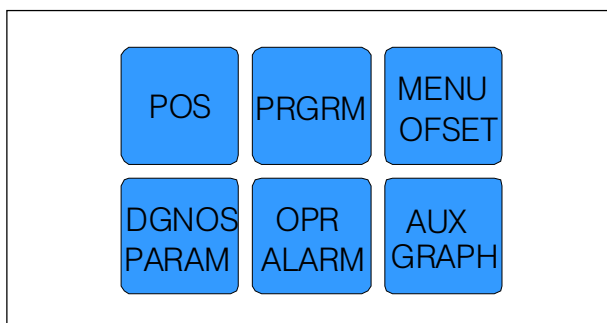 POS
PRGRM
MENU
OFSET
DGNOS
PARAM
OPR
ALARM
AUX
GRAPH